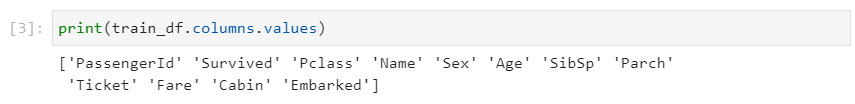 [3]: print(train_df.columns.values)
['PassengerId' 'Survived' 'Pclass' 'Name' 'Sex' 'Age' 'SibSp' 'Parch'
'Ticket' 'Fare' 'Cabin' 'Embarked']